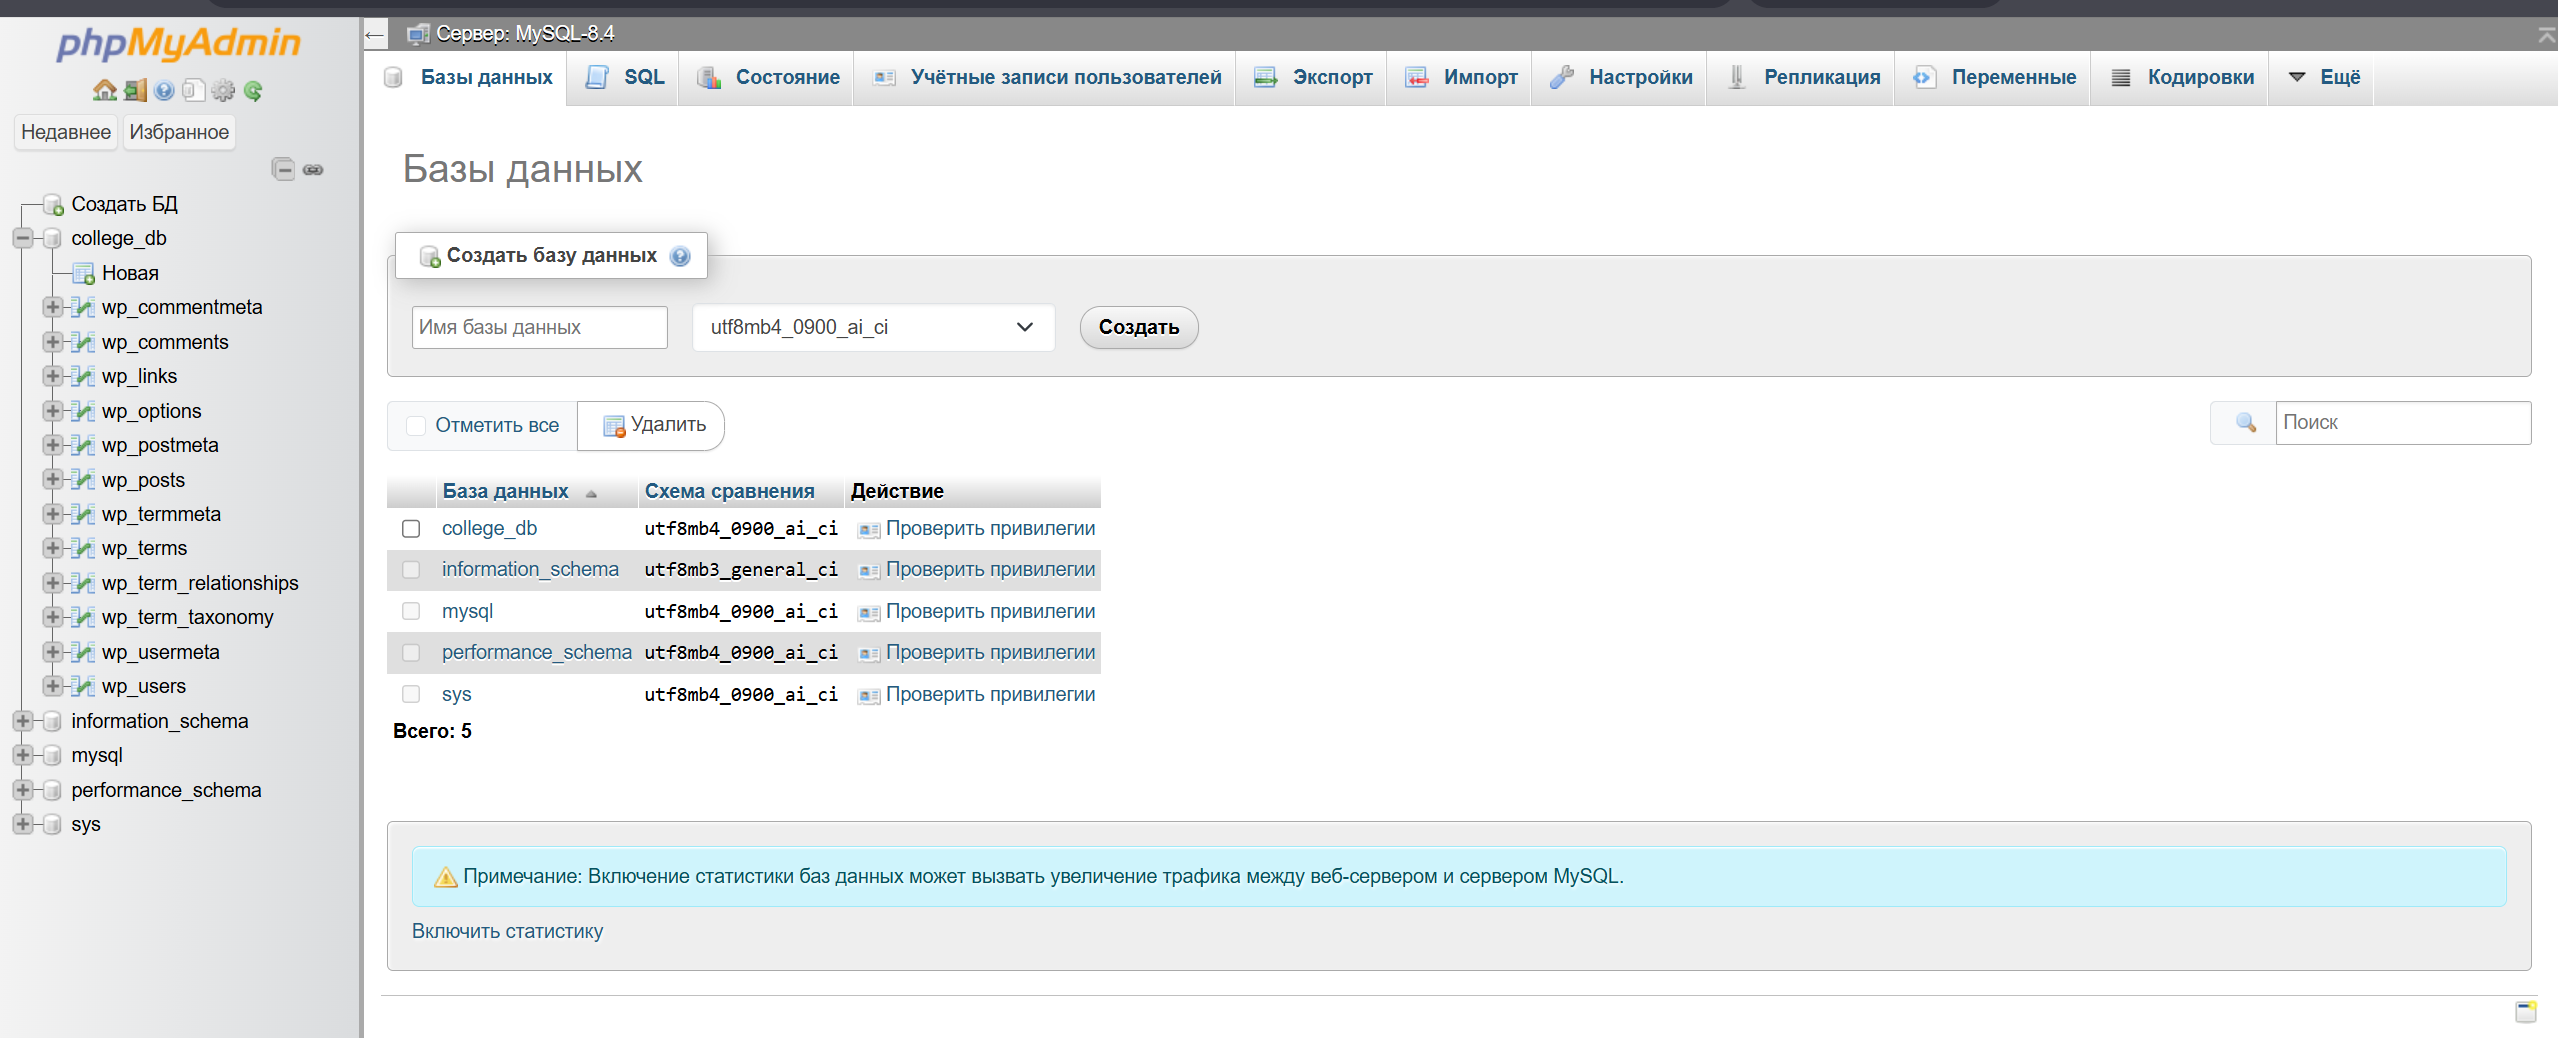 phpMyAdmin
Недавнее Избранное
Создать БД
college_db
Новая
wp_commentmeta
wp_comments
wp_links
wp_options
wp_postmeta
wp_posts
wp_termmeta
wp_terms
wp_term_relationships
wp_term_taxonomy
wp_usermeta
wp_users
information_schema
mysql
performance_schema
sys
← Сервер: MySQL-8.4
Базы данных SQL Состояние Учётные записи пользователей Экспорт Импорт Настройки Репликация Переменные Кодировки Ещё
Базы данных
Создать базу данных
Имя базы данных utf8mb4_0900_ai_ci Создать
Отметить все Удалить Поиск
База данных Схема сравнения Действие
college_db utf8mb4_0900_ai_ci Проверить привилегии
information_schema utf8mb3_general_ci Проверить привилегии
mysql utf8mb4_0900_ai_ci Проверить привилегии
performance_schema utf8mb4_0900_ai_ci Проверить привилегии
sys utf8mb4_0900_ai_ci Проверить привилегии
Всего: 5
Примечание: Включение статистики баз данных может вызвать увеличение трафика между веб-сервером и сервером MySQL.
Включить статистику